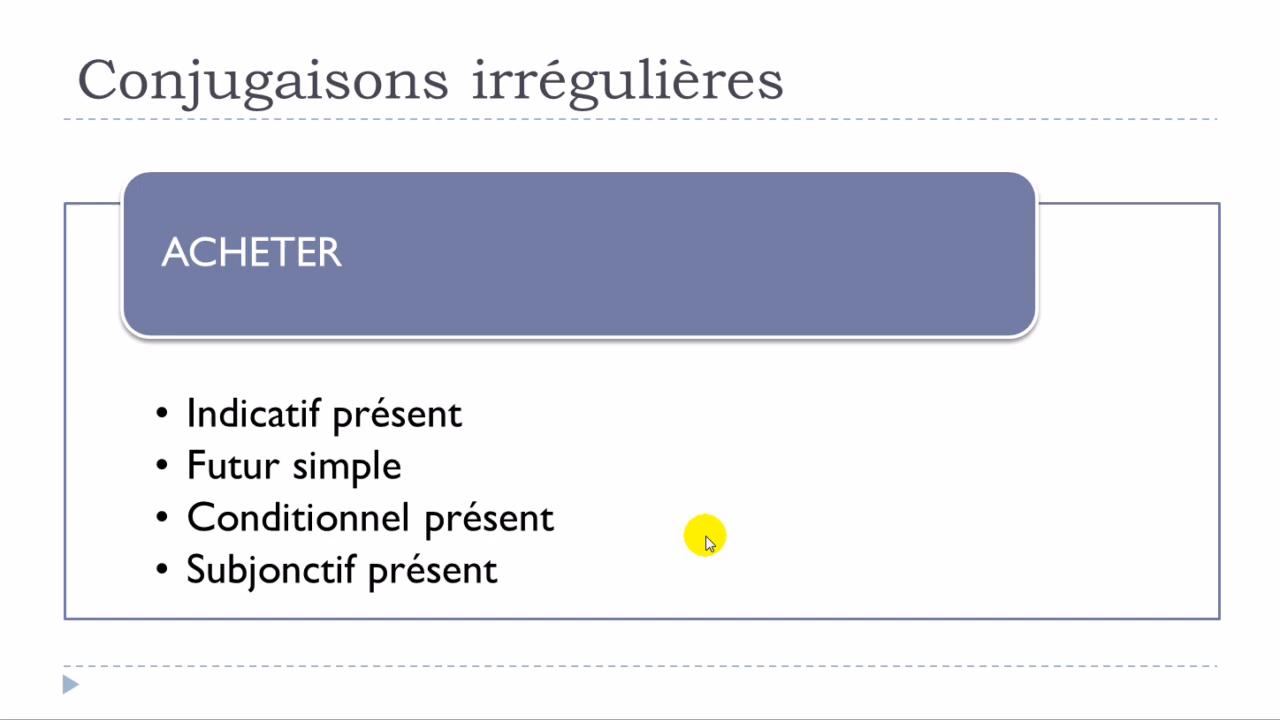 Conjugaisons irrégulières
ACHETER
• Indicatif présent
• Futur simple
• Conditionnel présent
• Subjonctif présent